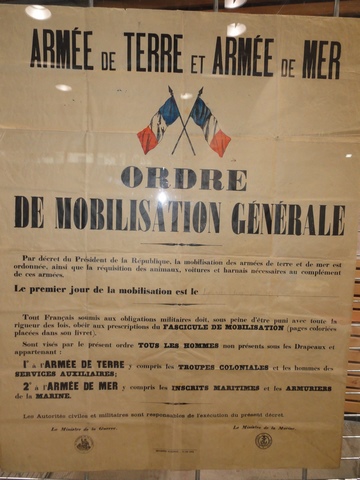 ARMÉE DE TERRE ET ARMÉE DE MER
ORDRE
DE MOBILISATION GÉNÉRALE
Par décret du Président de la République, la mobilisation des armées de terre et de mer est
ordonnée, ainsi que la réquisition des animaux, voitures et harnais nécessaires au complément
de ces armées.
Le premier jour de la mobilisation est le
Tout Français soumis aux obligations militaires doit, sous peine d'être puni avec toute la
rigueur des lois, obéir aux prescriptions du FASCICULE DE MOBILISATION (pages coloriées
placées dans son livret).
Sont visés par le présent ordre TOUS LES HOMMES non présents sous les Drapeaux et
appartenant :
1° à l'ARMÉE DE TERRE y compris les TROUPES COLONIALES et les hommes des
SERVICES AUXILIAIRES;
2° à l'ARMÉE DE MER y compris les INSCRITS MARITIMES et les ARMURIERS
de la MARINE.
Les Autorités civiles et militaires sont responsables de l'exécution du présent décret.
Le Ministre de la Guerre, Le Ministre de la Marine,